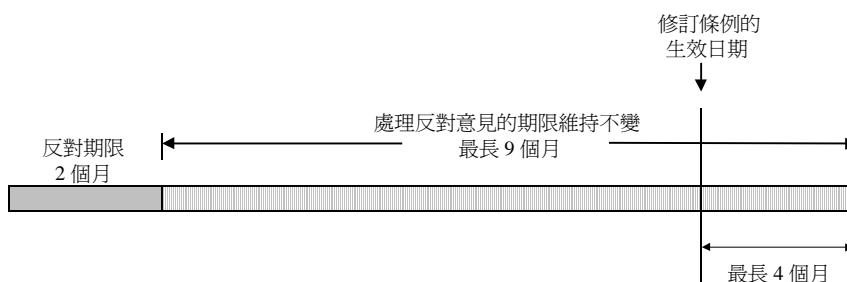 修訂條例的
生效日期
處理反對意見的期限維持不變
最長 9 個月
反對期限
2 個月
最長 4 個月